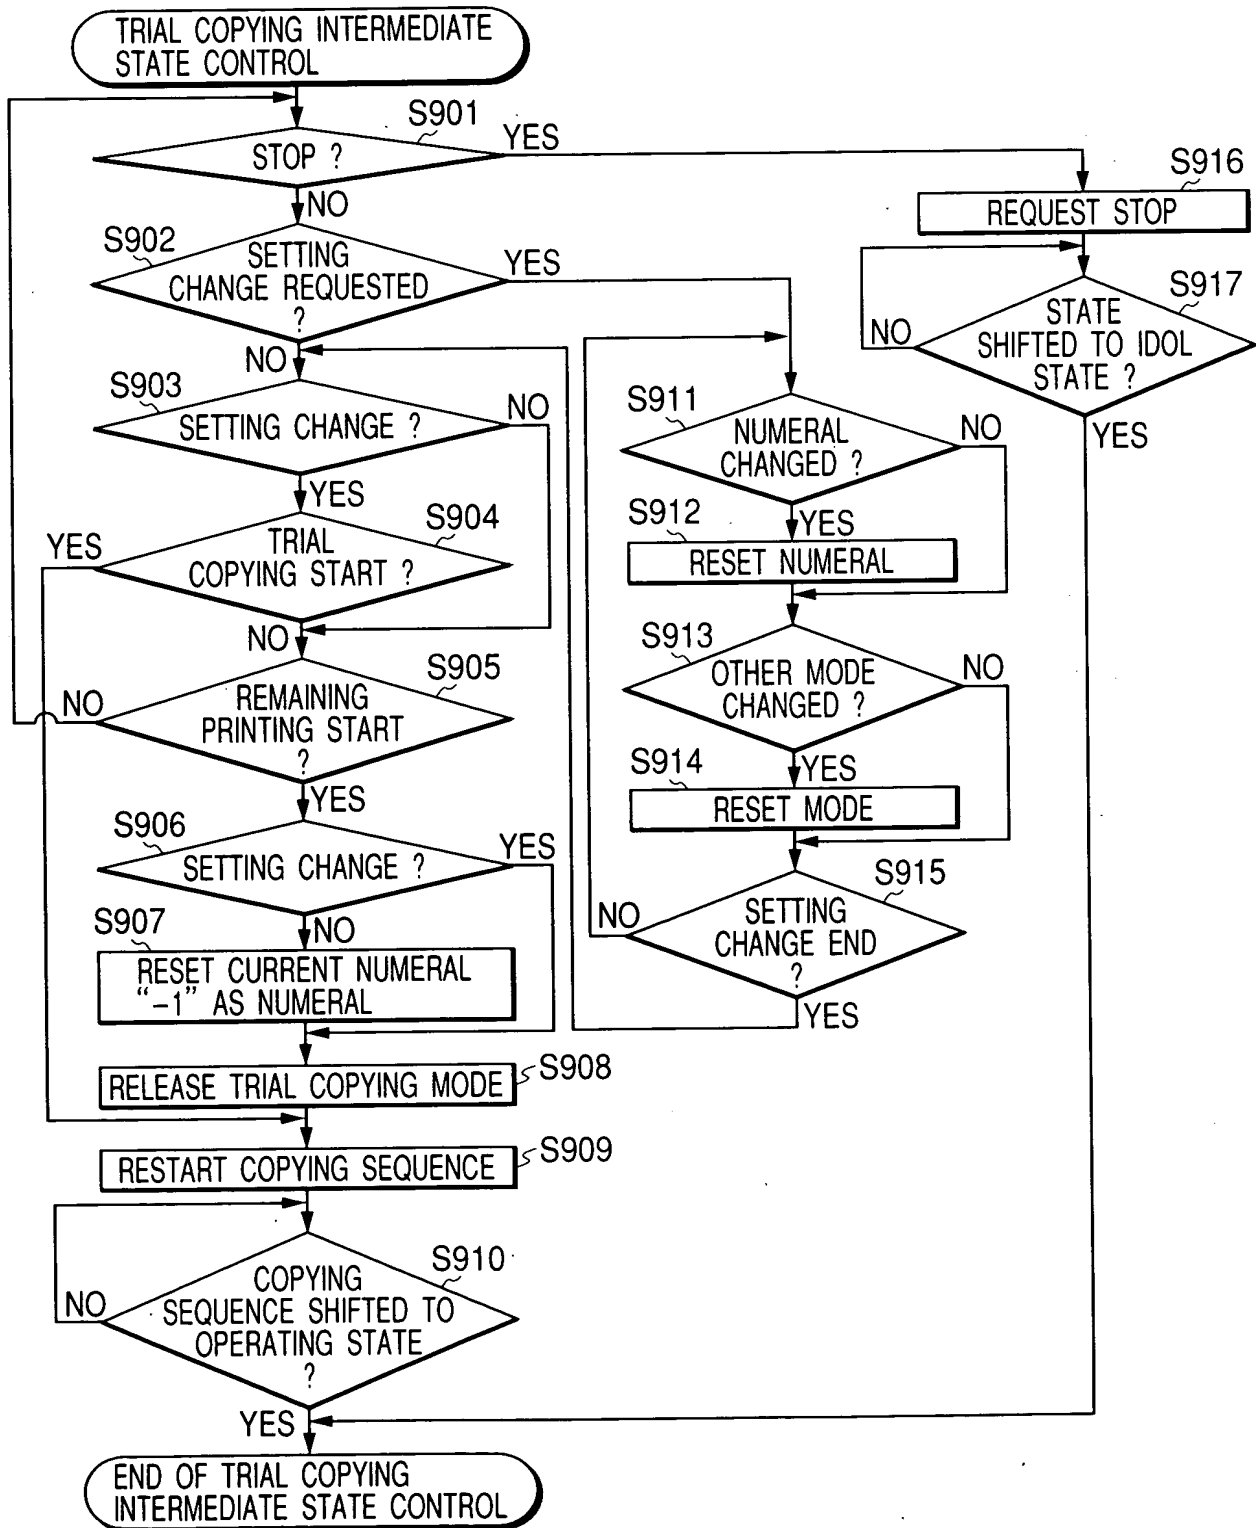 TRIAL COPYING INTERMEDIATE
STATE CONTROL
S901
STOP ?
YES
NO
S902
SETTING
CHANGE REQUESTED
?
YES
NO
S903
SETTING CHANGE ?
NO
YES
S904
TRIAL
COPYING START ?
YES
NO
S905
REMAINING
PRINTING START
?
NO
YES
S906
SETTING CHANGE ?
YES
NO
S907
RESET CURRENT NUMERAL
“–1” AS NUMERAL
RELEASE TRIAL COPYING MODE
S908
RESTART COPYING SEQUENCE
S909
S910
COPYING
SEQUENCE SHIFTED TO
OPERATING STATE
?
NO
YES
END OF TRIAL COPYING
INTERMEDIATE STATE CONTROL
S911
NUMERAL
CHANGED ?
NO
YES
S912
RESET NUMERAL
S913
OTHER MODE
CHANGED ?
NO
YES
S914
RESET MODE
S915
SETTING
CHANGE END
?
NO
YES
S916
REQUEST STOP
S917
STATE
SHIFTED TO IDOL
STATE ?
NO
YES